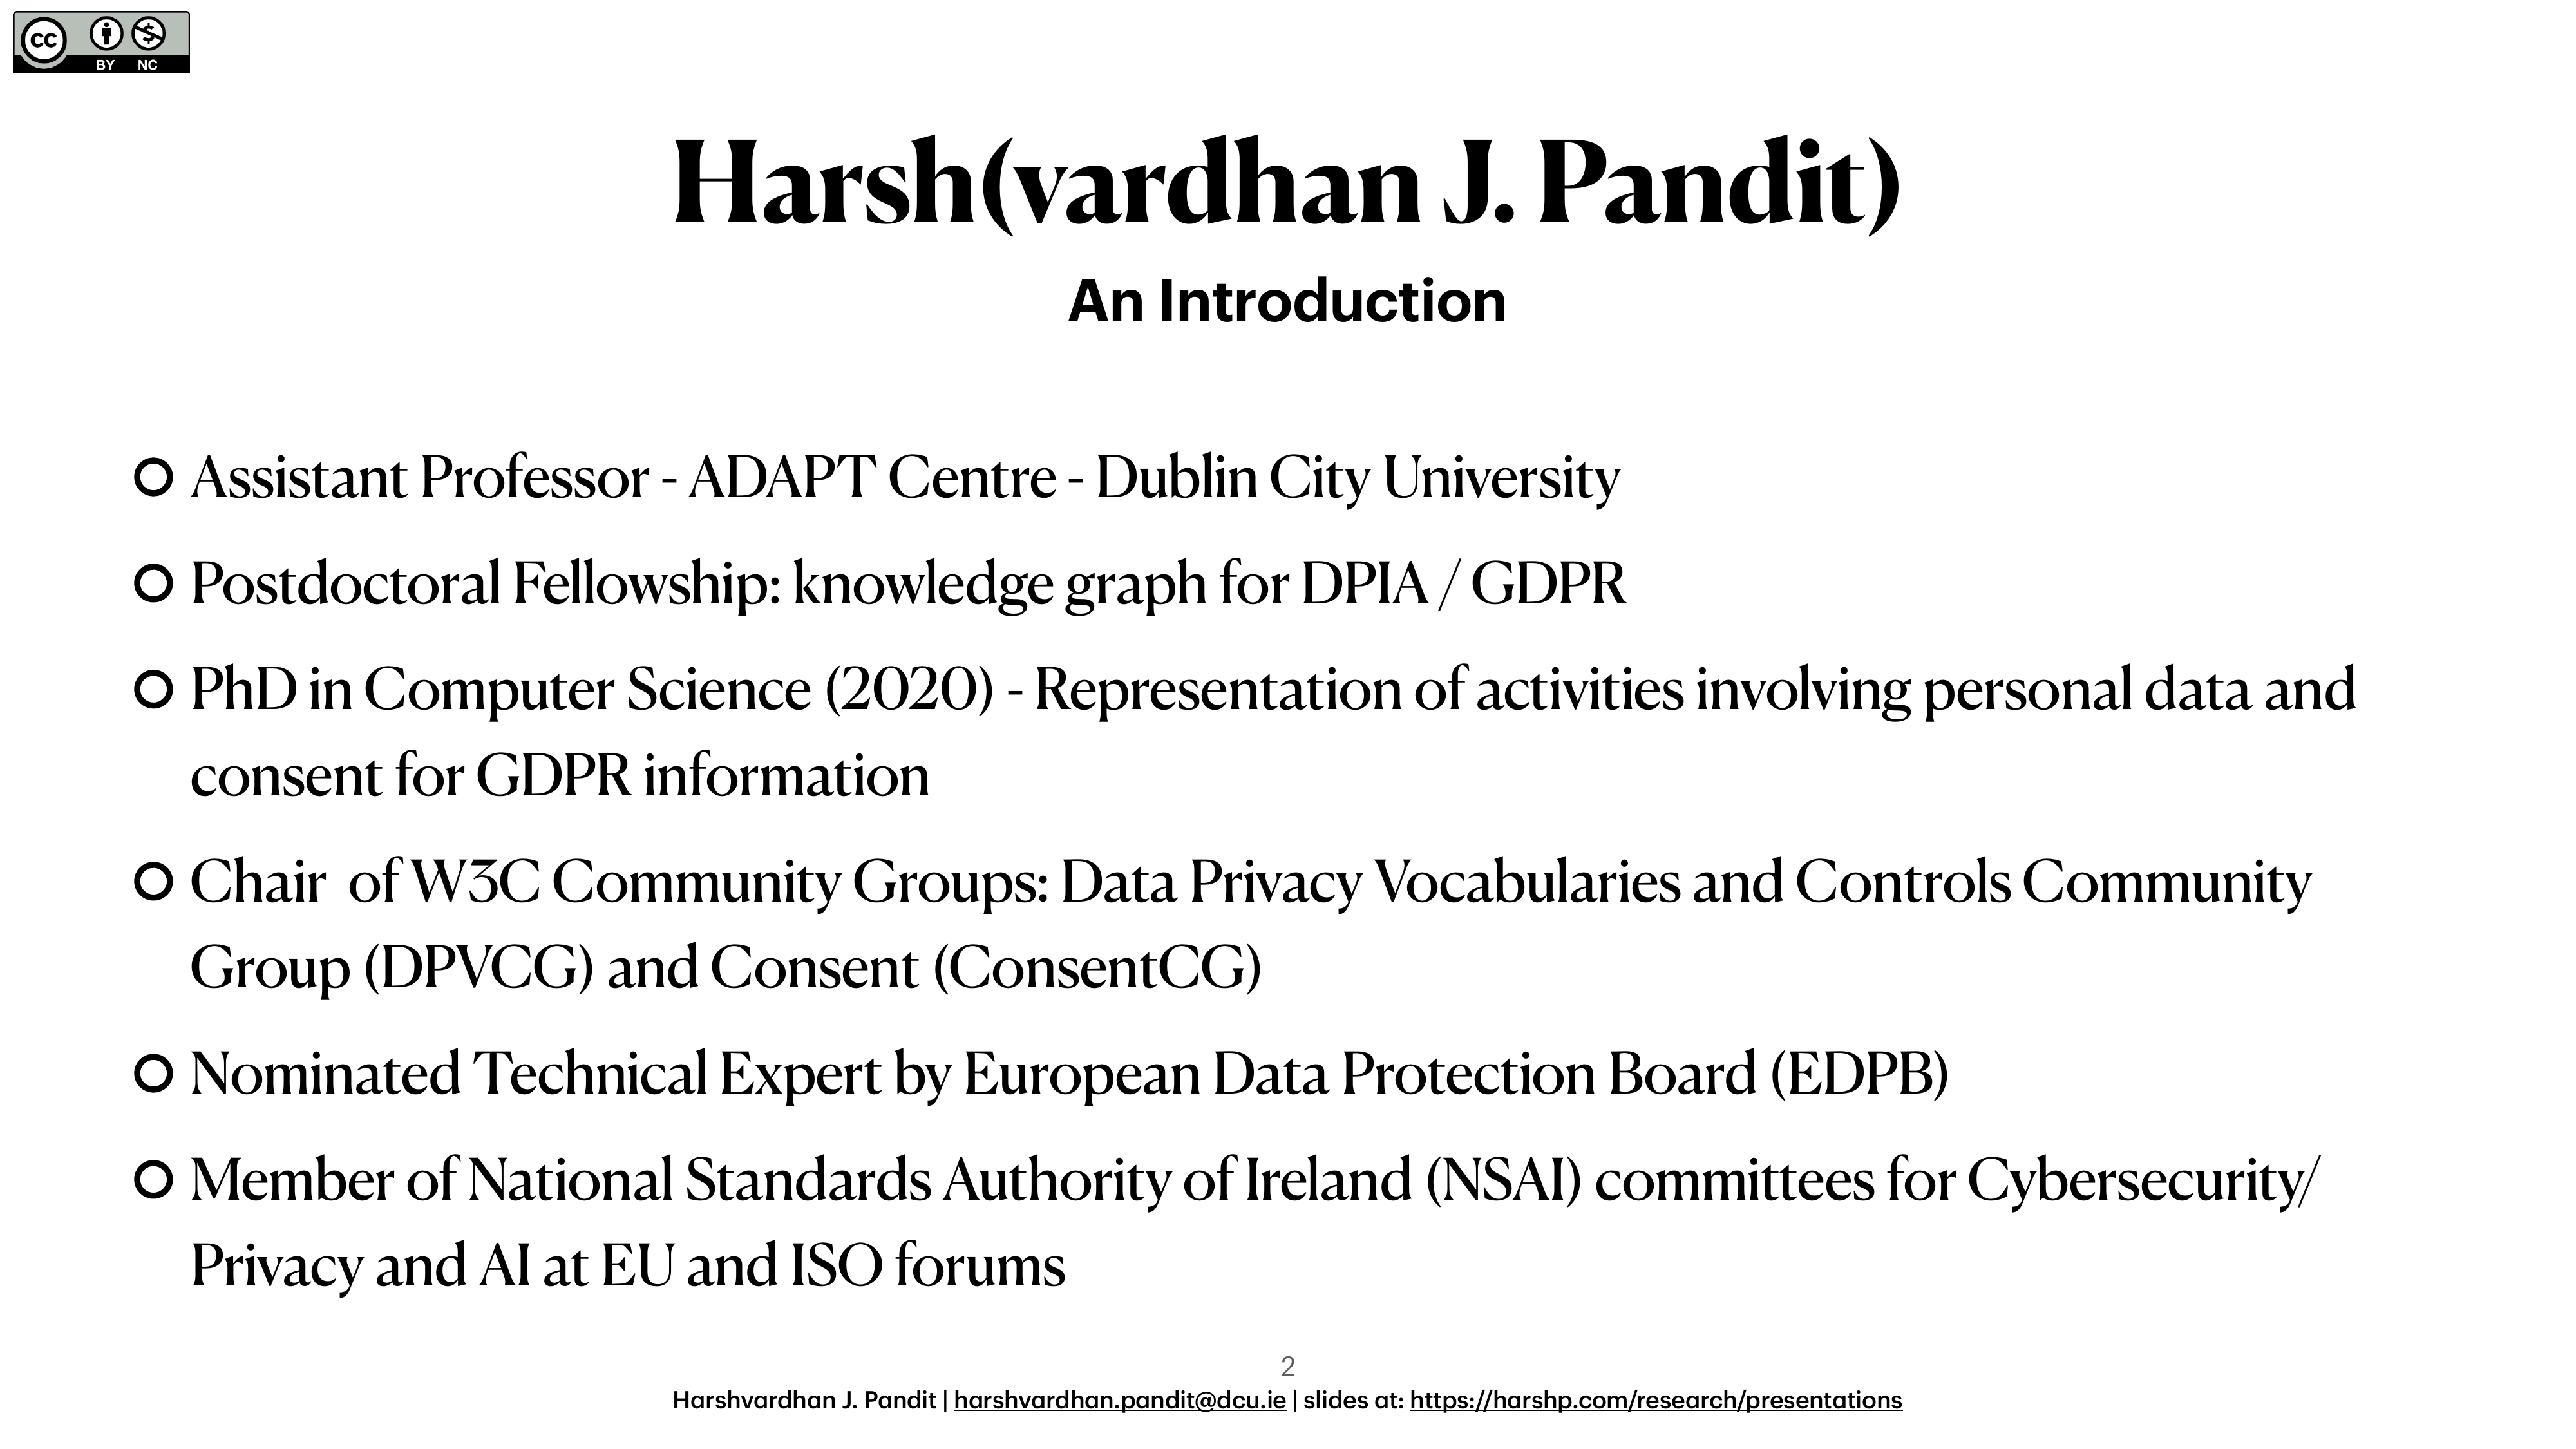 cc
BY NC
Harsh(vardhan J. Pandit)
An Introduction
Assistant Professor - ADAPT Centre - Dublin City University
Postdoctoral Fellowship: knowledge graph for DPIA / GDPR
PhD in Computer Science (2020) - Representation of activities involving personal data and
consent for GDPR information
Chair  of W3C Community Groups: Data Privacy Vocabularies and Controls Community
Group (DPVCG) and Consent (ConsentCG)
Nominated Technical Expert by European Data Protection Board (EDPB)
Member of National Standards Authority of Ireland (NSAI) committees for Cybersecurity/
Privacy and AI at EU and ISO forums
2
Harshvardhan J. Pandit | harshvardhan.pandit@dcu.ie | slides at: https://harshp.com/research/presentations